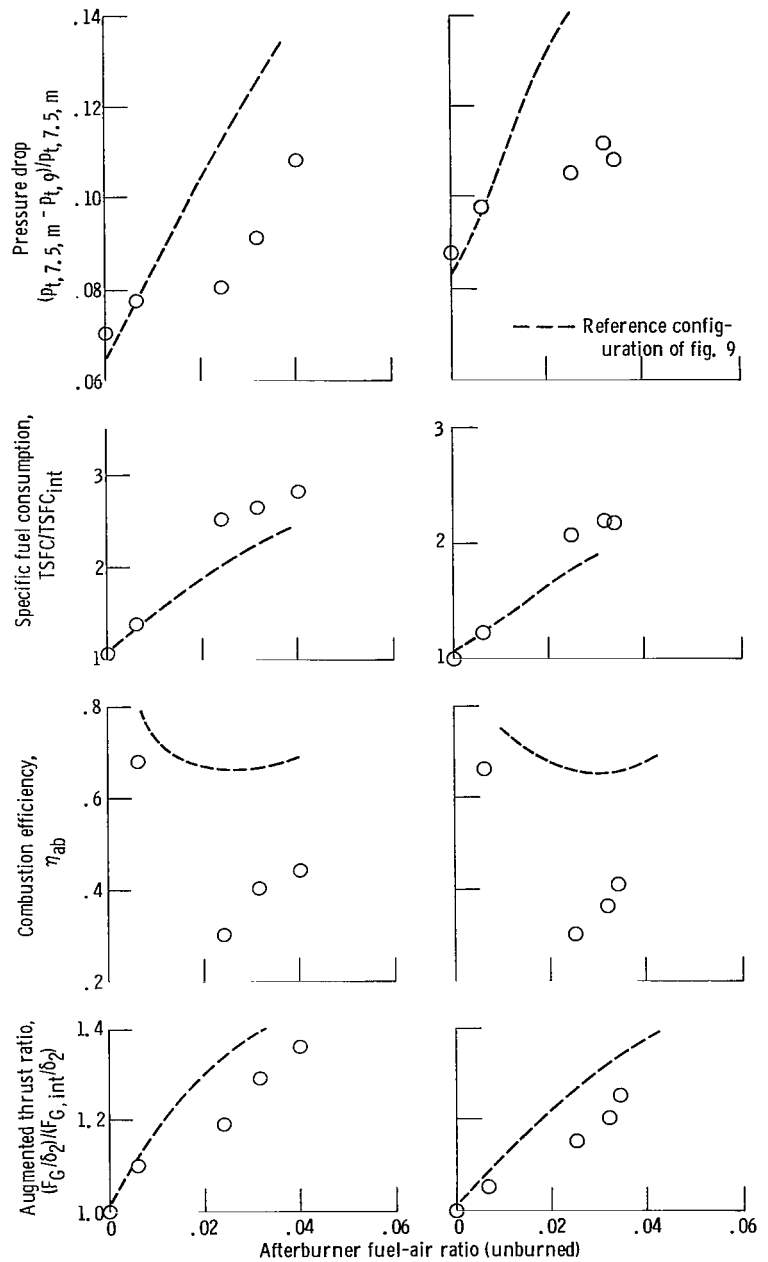 .14
.12
.10
.08
.06
Pressure drop
(pt, 7.5, m - pt, 9)/pt, 7.5, m
Reference config-
uration of fig. 9
3
2
1
Specific fuel consumption,
TSFC/TSFCint
3
2
1
.8
.6
.4
.2
Combustion efficiency,
ηab
1.4
1.2
1.0
Augmented thrust ratio,
(FG/δ2)/(FG, int/δ2)
0 .02 .04 .06 0 .02 .04 .06
Afterburner fuel-air ratio (unburned)